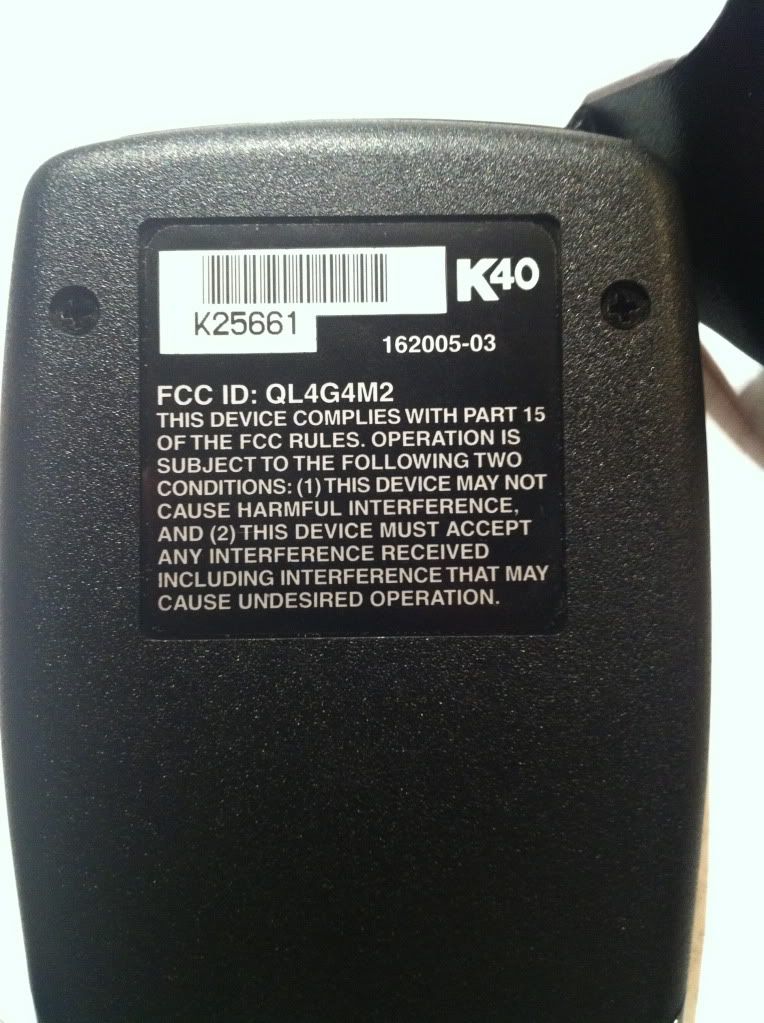 K40
K25661
162005-03
FCC ID: QL4G4M2
THIS DEVICE COMPLIES WITH PART 15
OF THE FCC RULES. OPERATION IS
SUBJECT TO THE FOLLOWING TWO
CONDITIONS: (1) THIS DEVICE MAY NOT
CAUSE HARMFUL INTERFERENCE,
AND (2) THIS DEVICE MUST ACCEPT
ANY INTERFERENCE RECEIVED
INCLUDING INTERFERENCE THAT MAY
CAUSE UNDESIRED OPERATION.